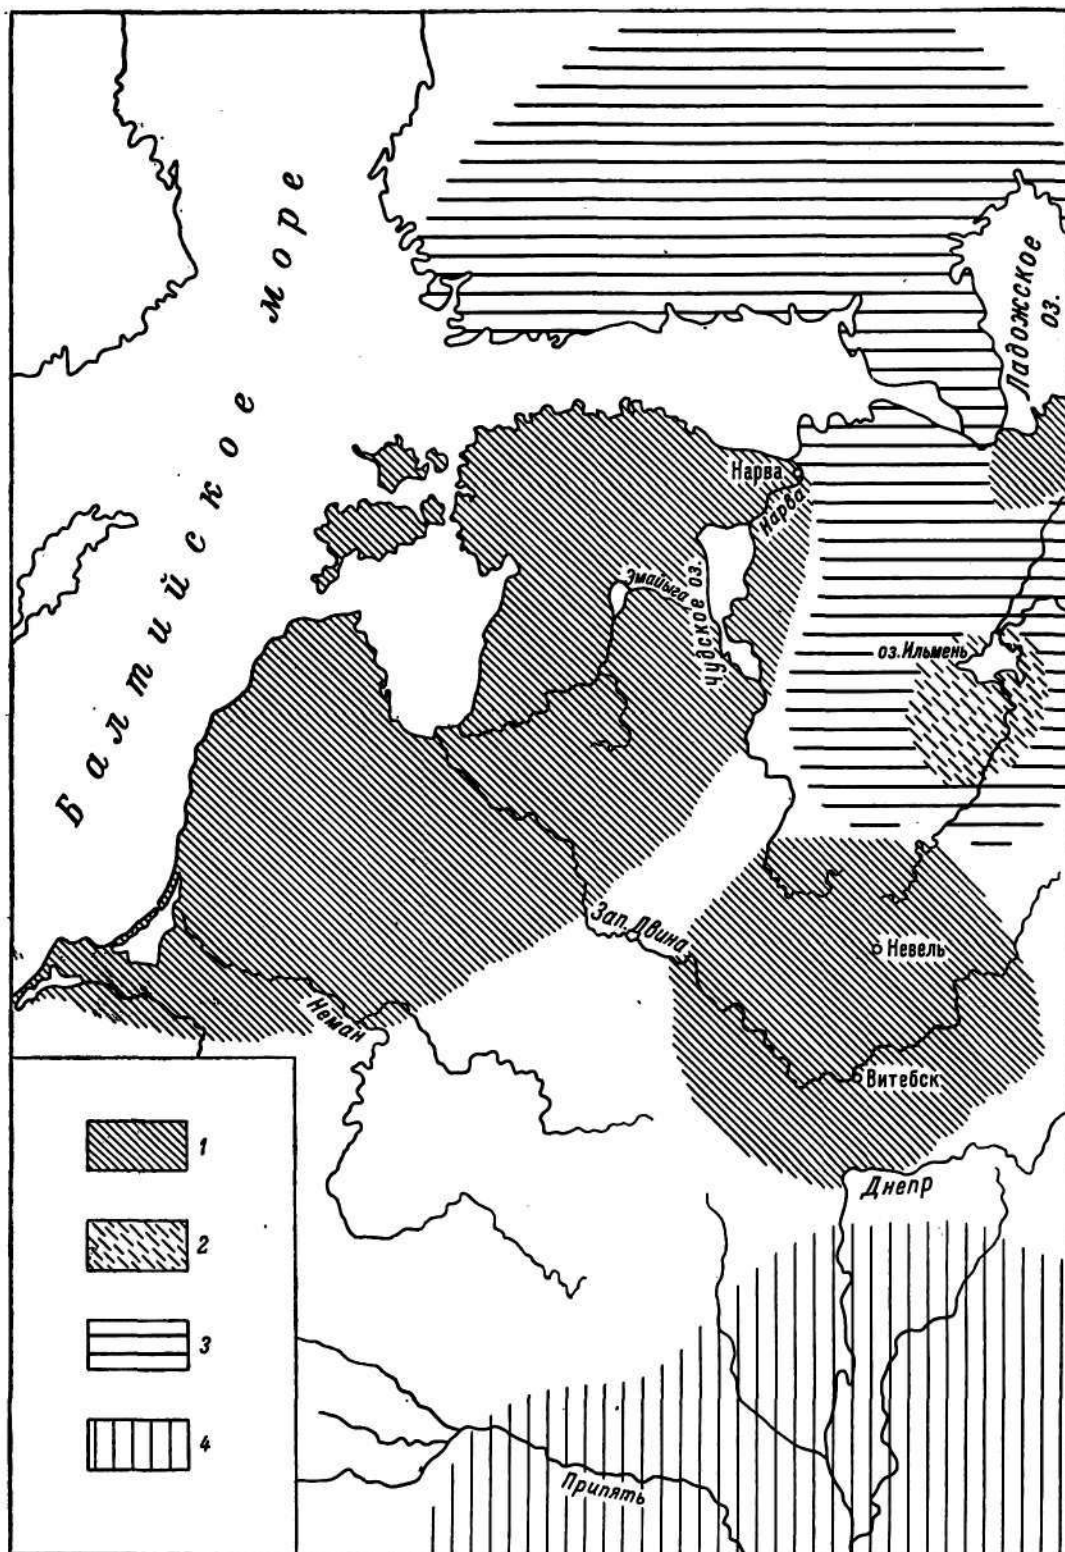 Балтийское море
Ладожское
оз.
Нарва
Нарва
Эмайыга
Чудское оз.
оз. Ильмень
Зап. Двина
Невель
Неман
Витебск
Днепр
Припять
1
2
3
4